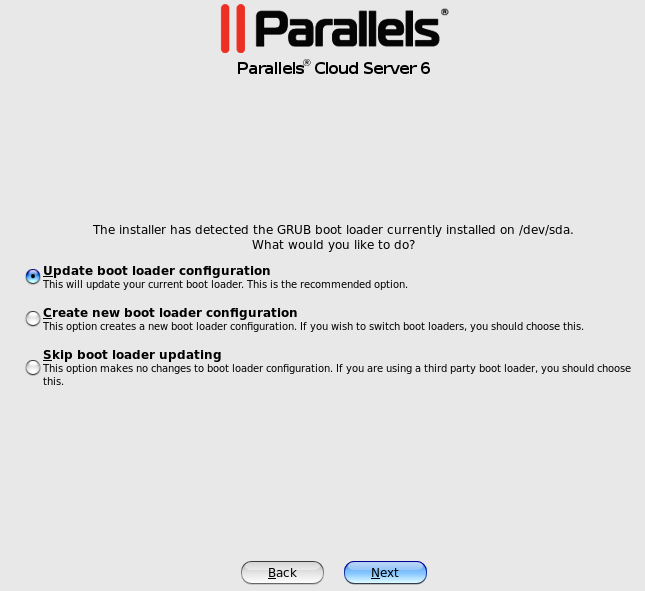 Parallels®
Parallels® Cloud Server 6
The installer has detected the GRUB boot loader currently installed on /dev/sda.
What would you like to do?
Update boot loader configuration
This will update your current boot loader. This is the recommended option.
Create new boot loader configuration
This option creates a new boot loader configuration. If you wish to switch boot loaders, you should choose this.
Skip boot loader updating
This option makes no changes to boot loader configuration. If you are using a third party boot loader, you should choose
this.
Back
Next